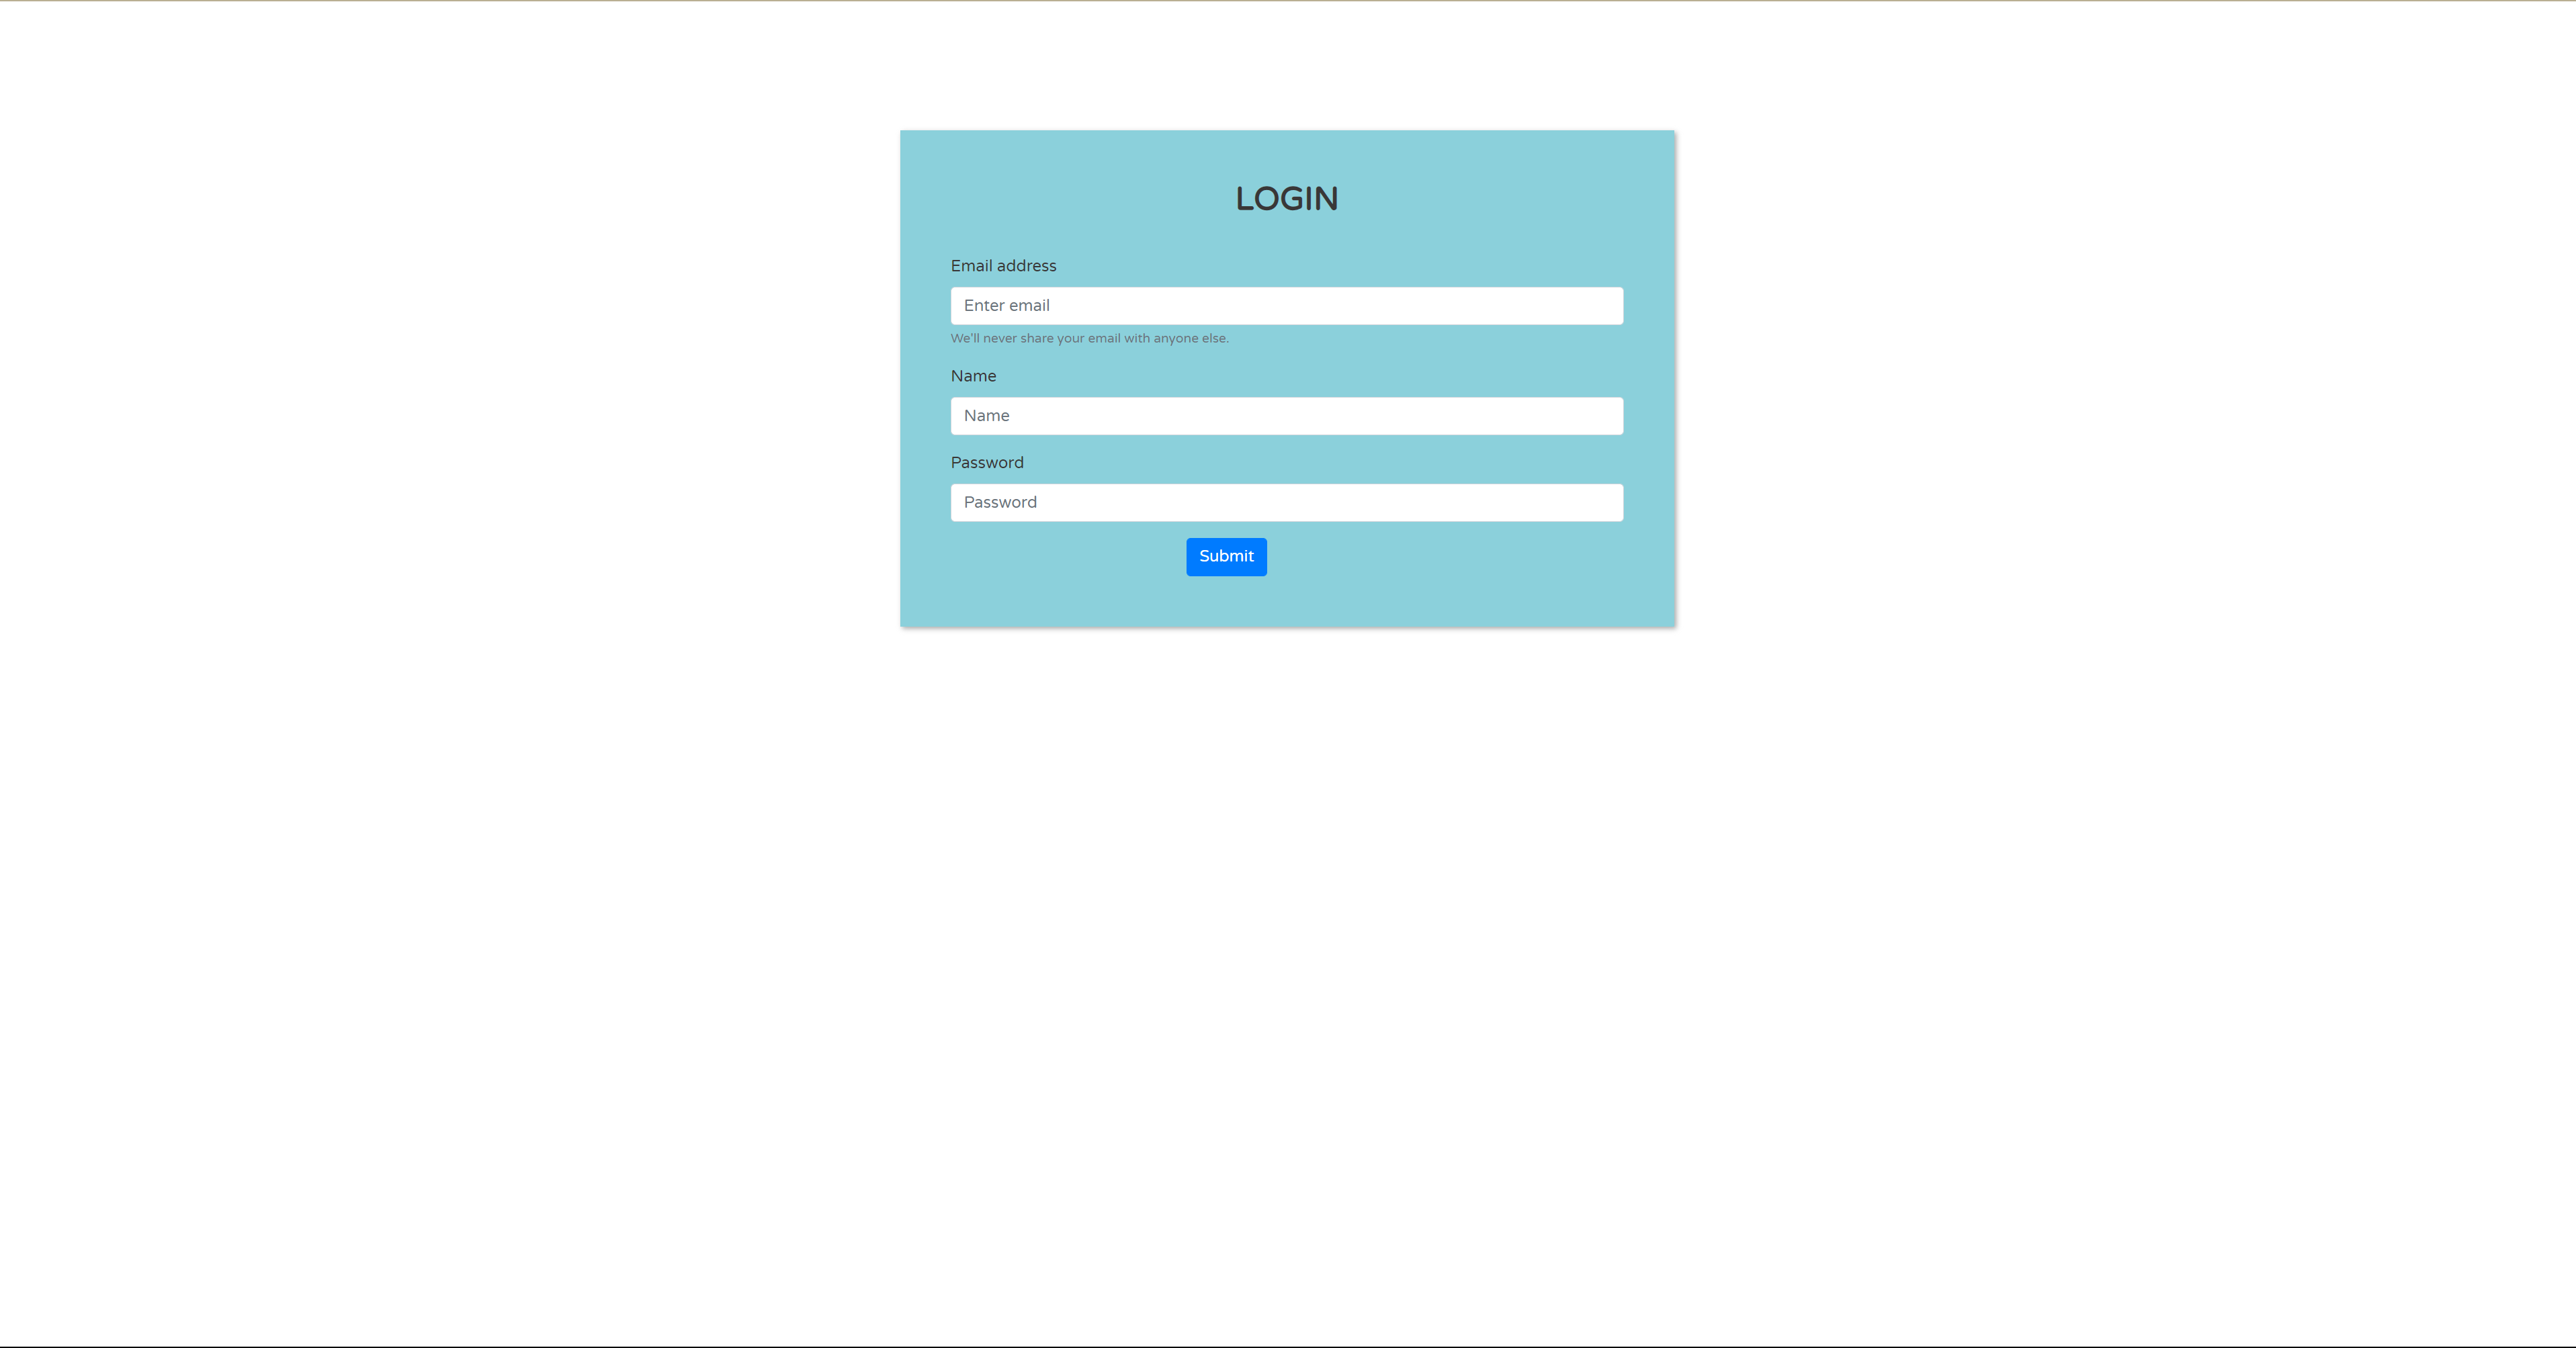 LOGIN
Email address
Enter email
We'll never share your email with anyone else.
Name
Name
Password
Password
Submit